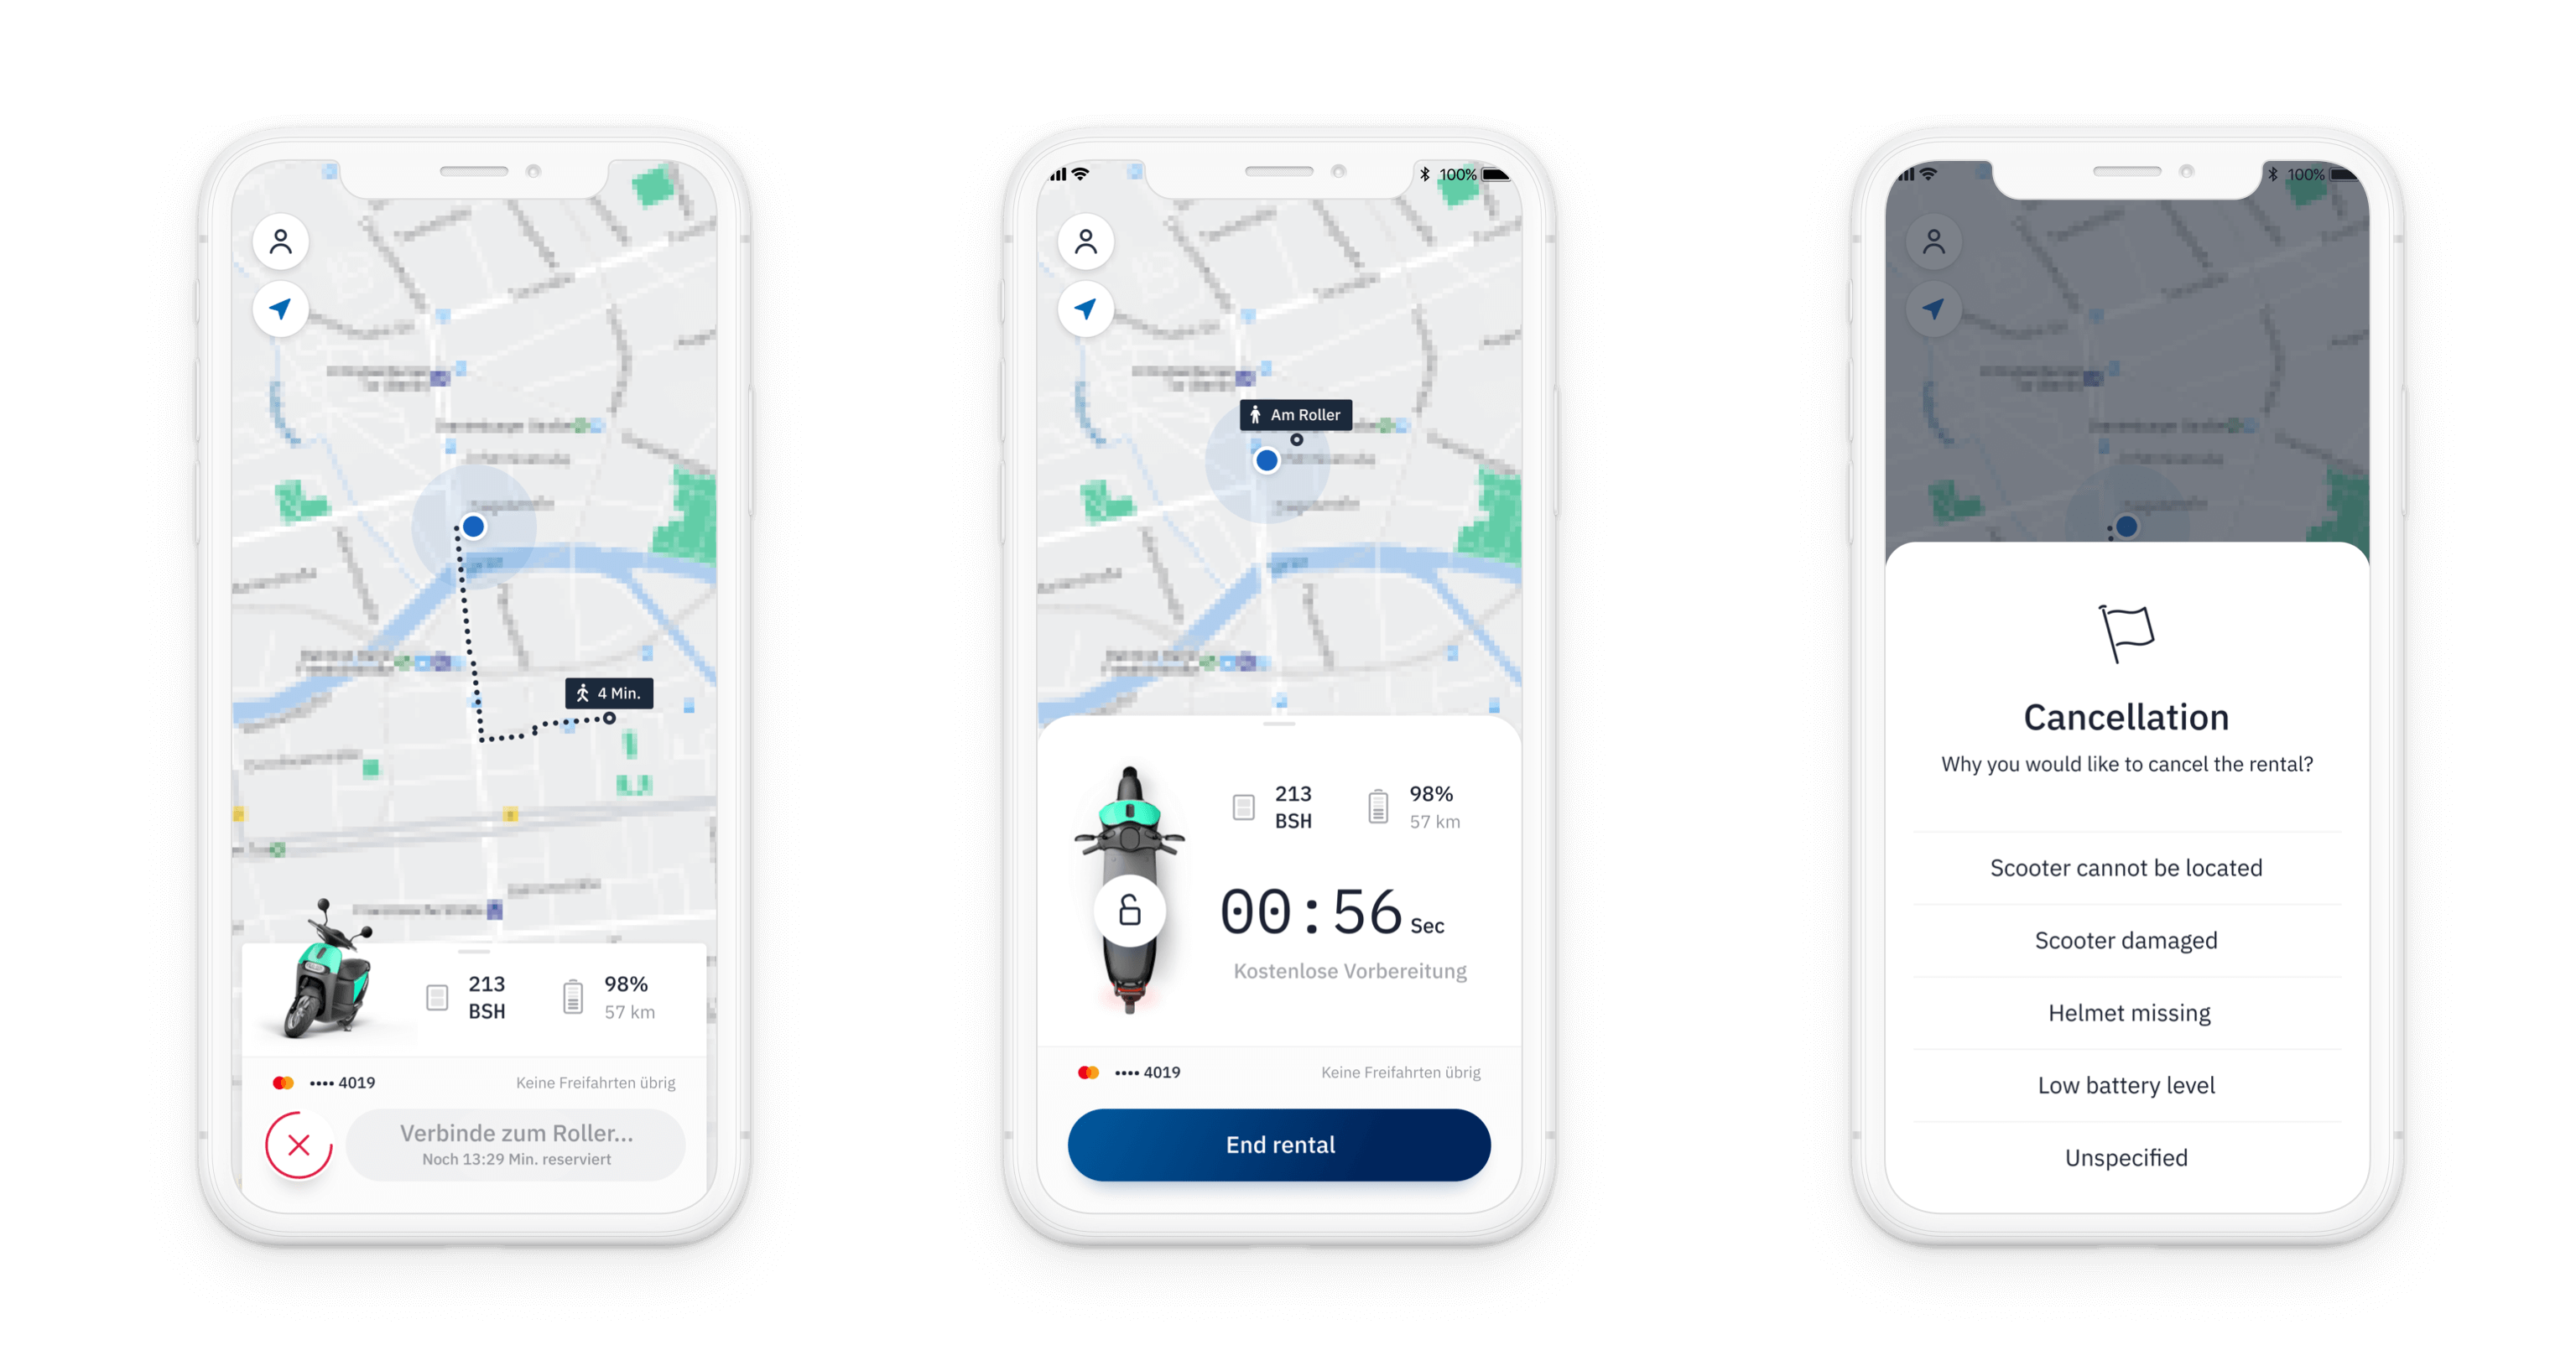 4 Min.
213
BSH
98%
57 km
•••• 4019
Keine Freifahrten übrig
Verbinde zum Roller...
Noch 13:29 Min. reserviert
100%
Am Roller
213
BSH
98%
57 km
00:56 Sec
Kostenlose Vorbereitung
•••• 4019
Keine Freifahrten übrig
End rental
100%
Cancellation
Why you would like to cancel the rental?
Scooter cannot be located
Scooter damaged
Helmet missing
Low battery level
Unspecified